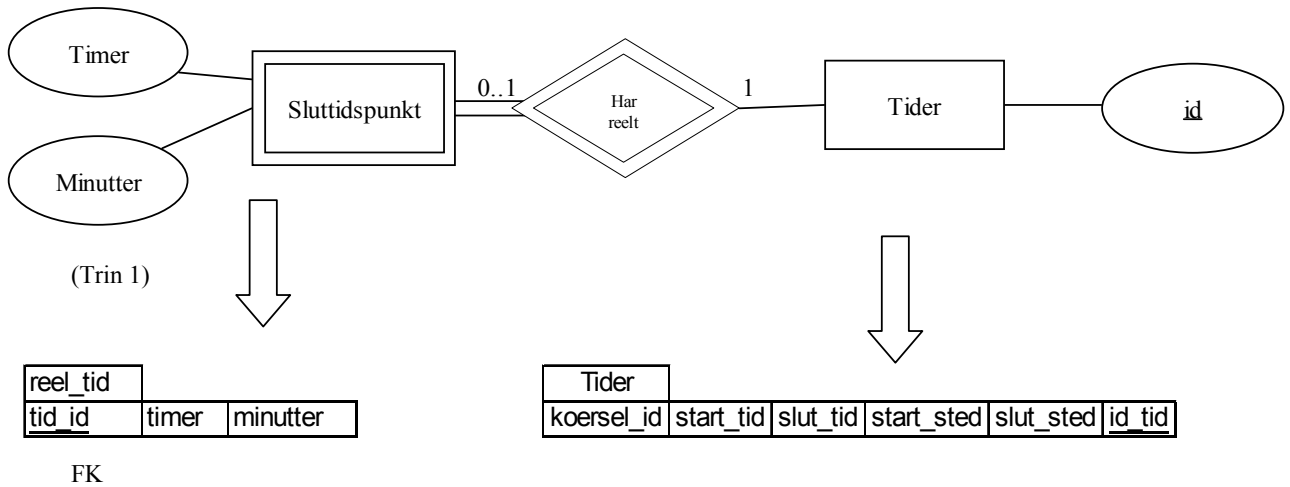 Timer
Sluttidspunkt
0..1
Har
reelt
1
Tider
id
Minutter
(Trin 1)
reel_tid
tid_id timer minutter
FK
Tider
koersel_id start_tid slut_tid start_sted slut_sted id_tid